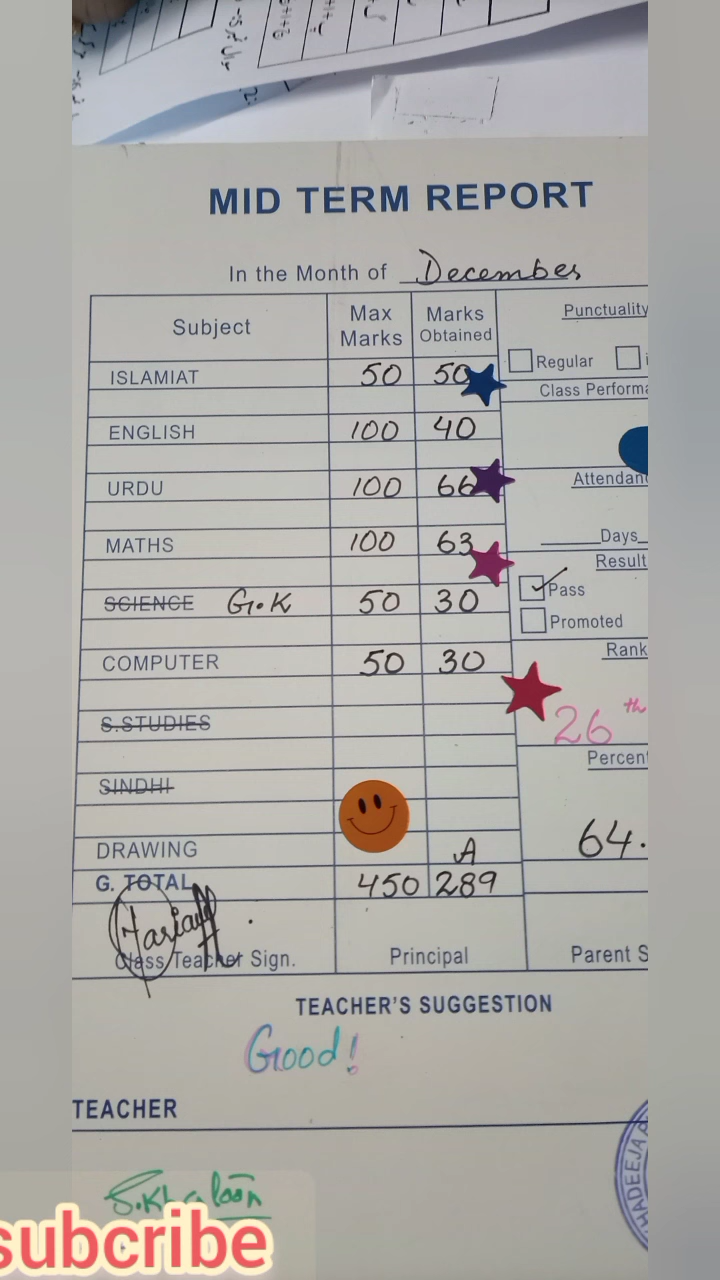 MID TERM REPORT
In the Month of December
Subject Max Marks Marks Obtained Punctuality
Regular
ISLAMIAT 50 50
Class Performa
ENGLISH 100 40
URDU 100 66 Attendan
Days
MATHS 100 63 Result
Pass
SCIENCE G.K 50 30
Promoted
COMPUTER 50 30 Rank
S.STUDIES 26th
SINDHI Percent
DRAWING A 64.
G. TOTAL 450 289
Class Teacher Sign. Principal Parent S
TEACHER'S SUGGESTION
Good!
TEACHER
HADEEJA
subcribe